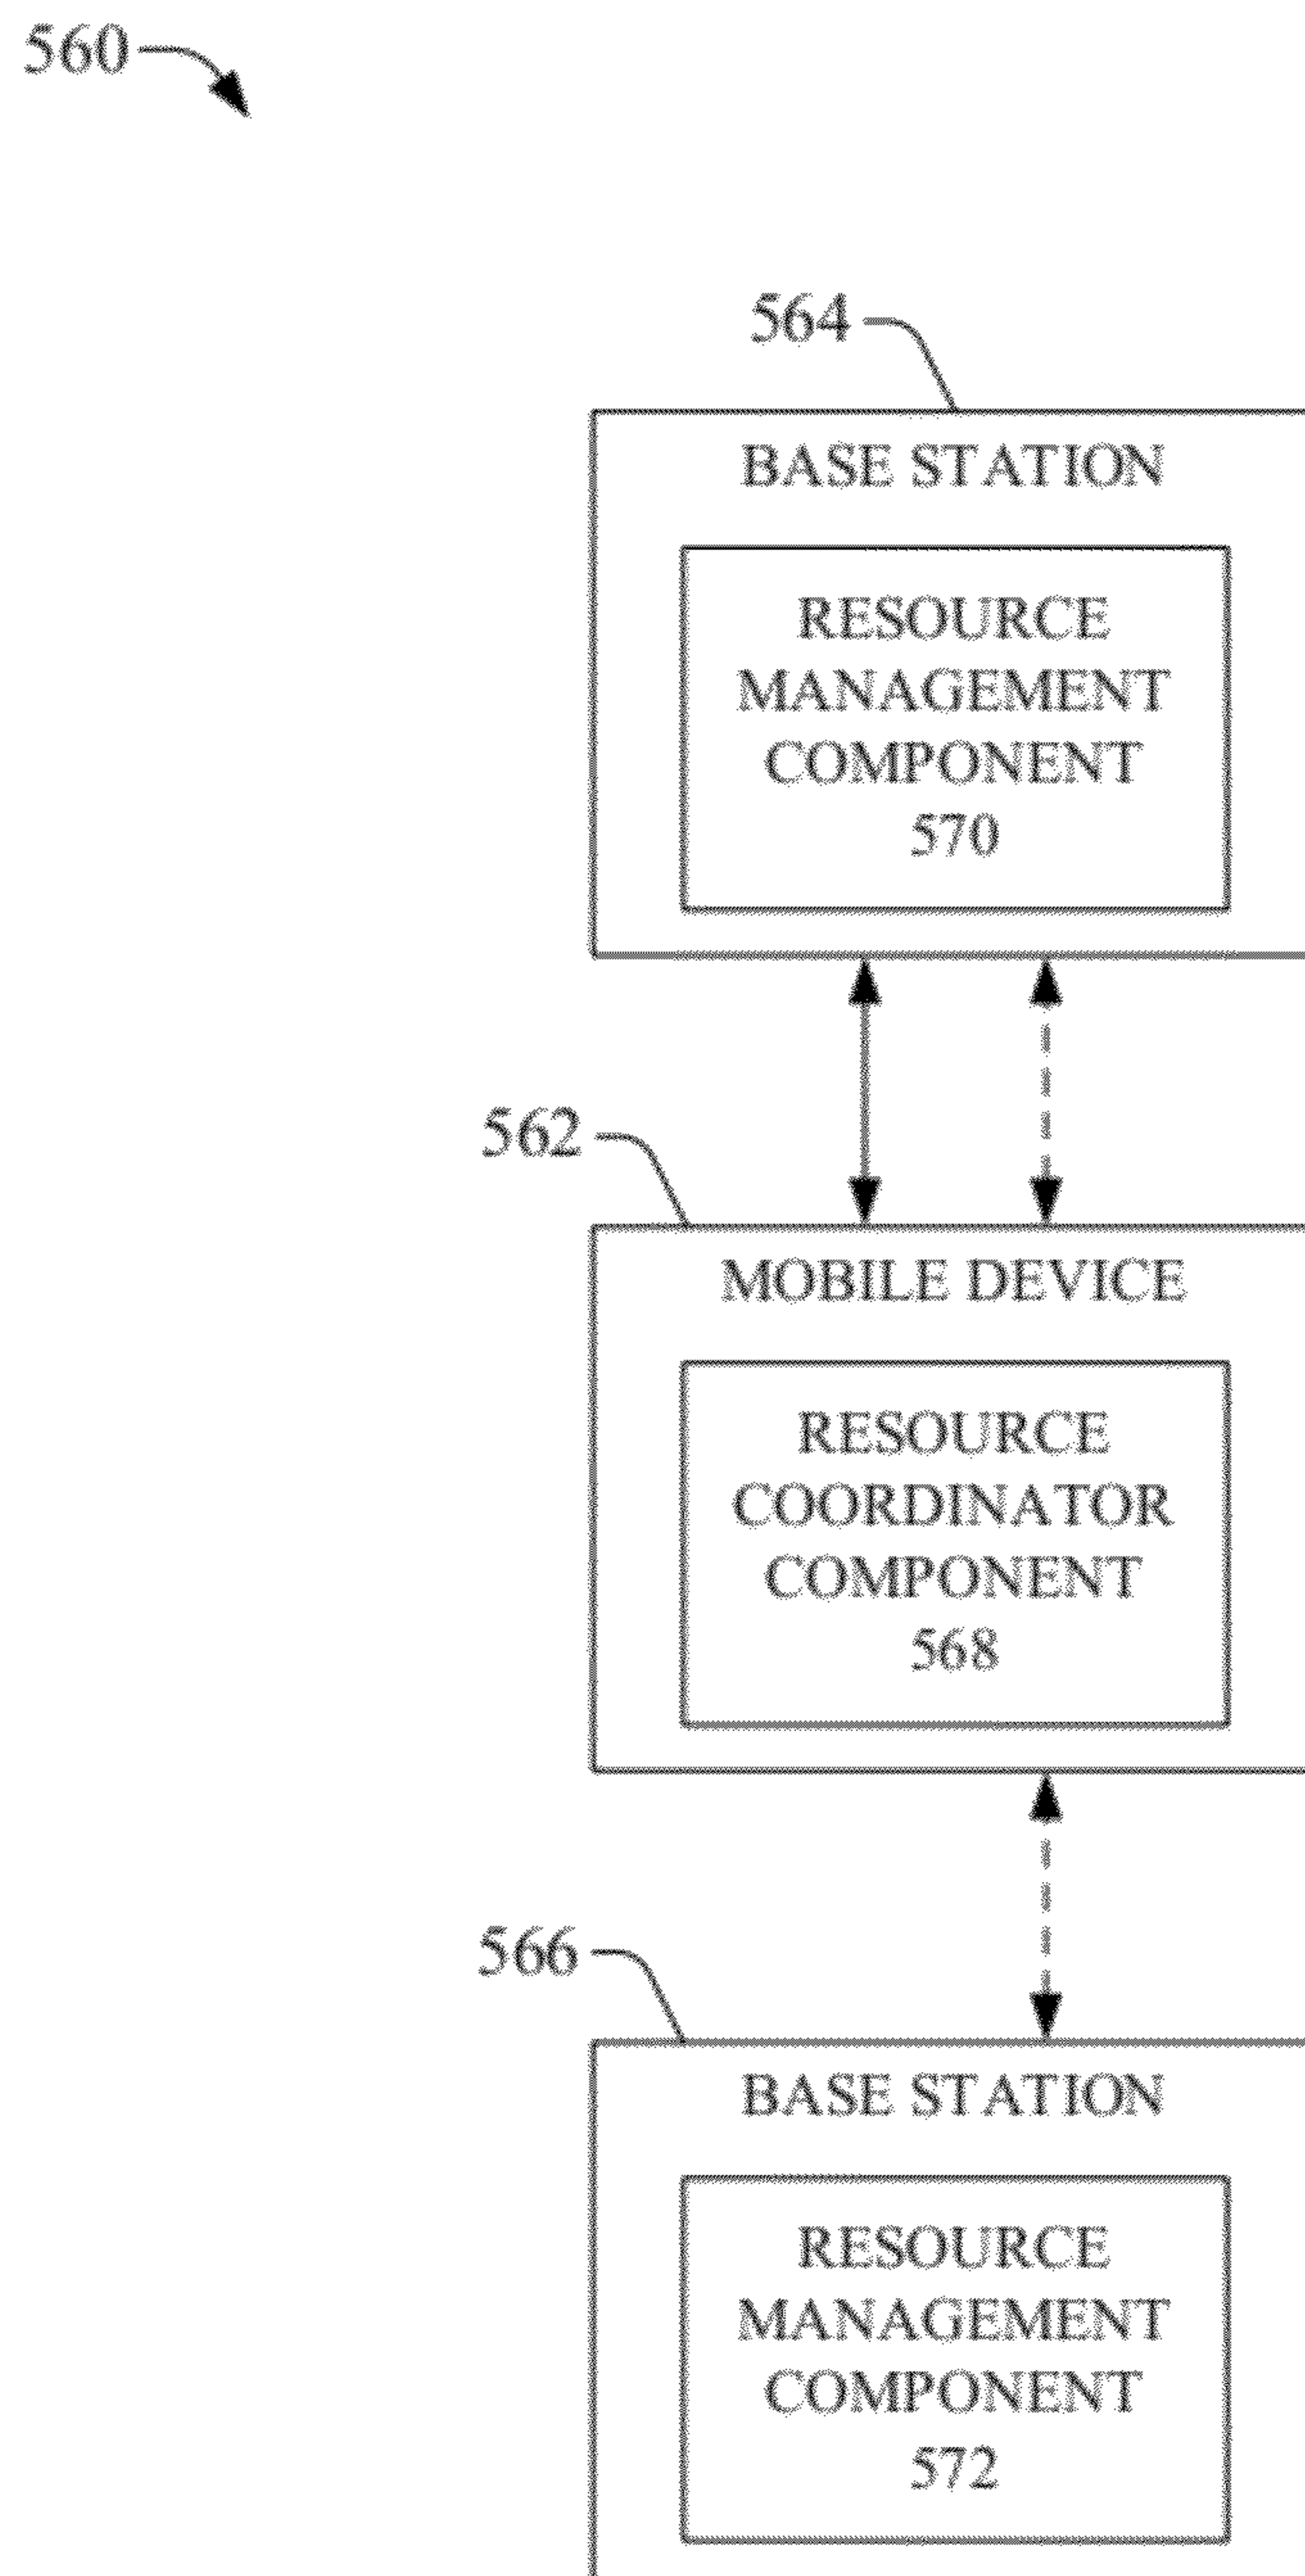 560
564
BASE STATION
RESOURCE
MANAGEMENT
COMPONENT
570
562
MOBILE DEVICE
RESOURCE
COORDINATOR
COMPONENT
568
566
BASE STATION
RESOURCE
MANAGEMENT
COMPONENT
572